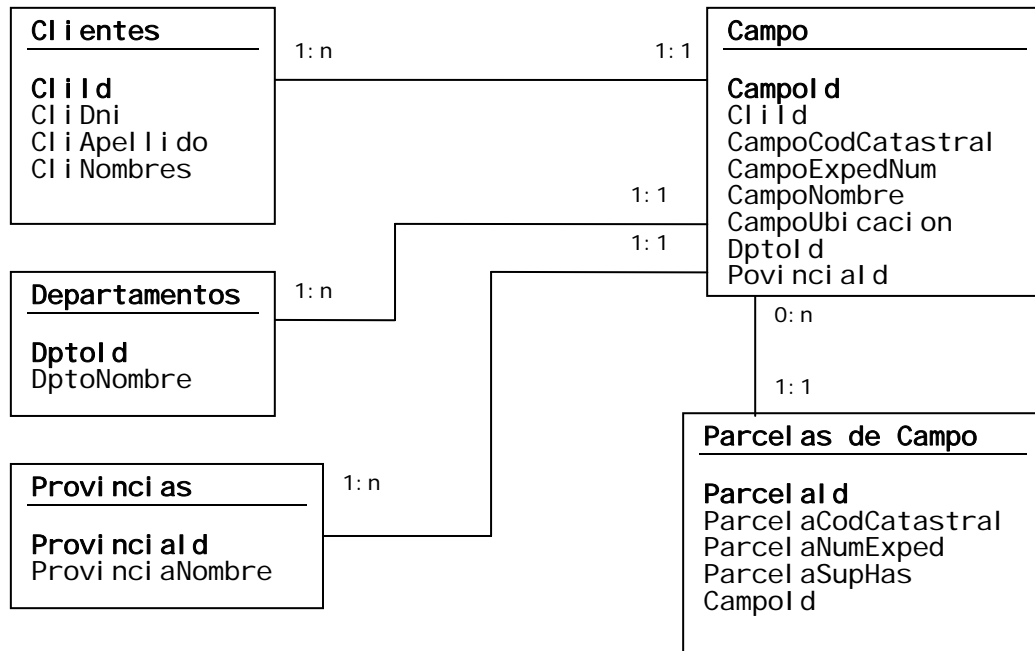 Clientes
CliId
CliDni
CliApellido
CliNombres
1:n
1:1
Campo
CampoId
CliId
CampoCodCatastral
CampoExpedNum
CampoNombre
CampoUbicacion
DptoId
PovinciaId
1:1
1:1
Departamentos
DptoId
DptoNombre
1:n
0:n
1:1
Provincias
ProvinciaId
ProvinciaNombre
1:n
Parcelas de Campo
ParcelaId
ParcelaCodCatastral
ParcelaNumExped
ParcelaSupHas
CampoId